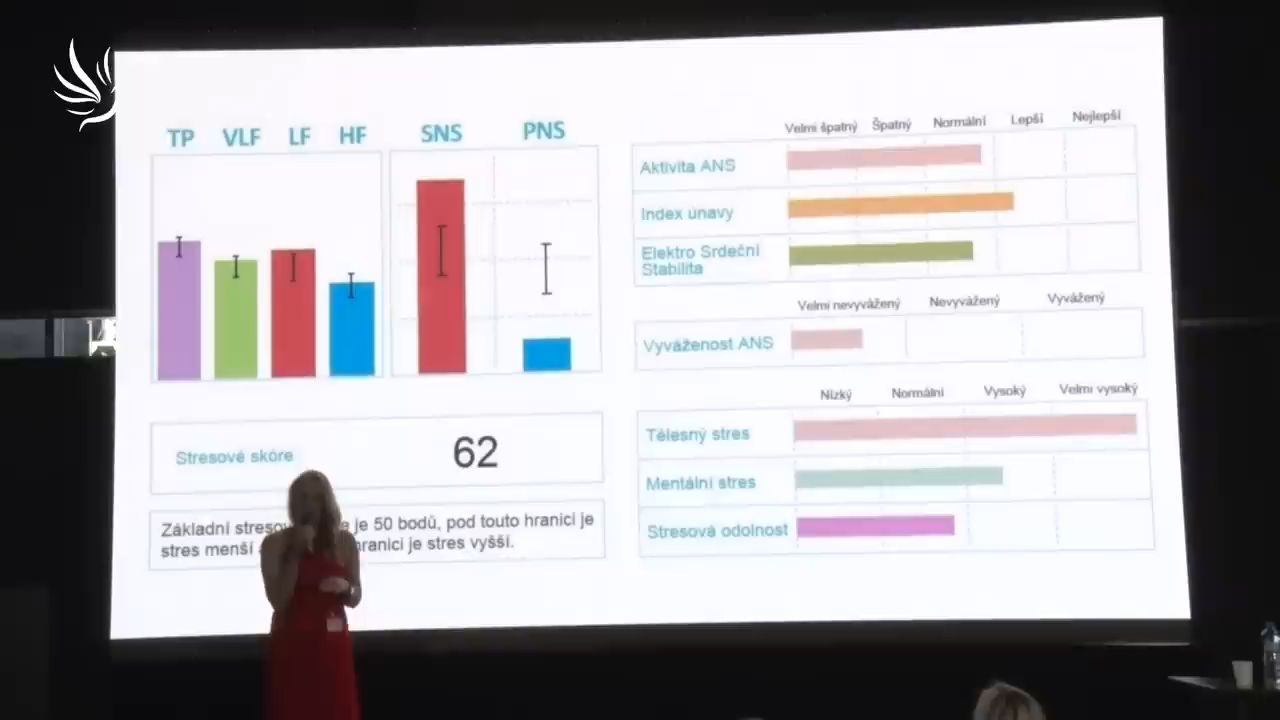 TP VLF LF HF SNS PNS
Stresové skóre 62
Základní streso je 50 bodů, pod touto hranicí je
stres menší hranicí je stres vyšší.
Velmi špatný Špatný Normální Lepší Nejlepší
Aktivita ANS
Index únavy
Elektro Srdeční
Stabilita
Velmi nevyvážený Nevyvážený Vyvážený
Vyváženost ANS
Nízký Normální Vysoký Velmi vysoký
Tělesný stres
Mentální stres
Stresová odolnost